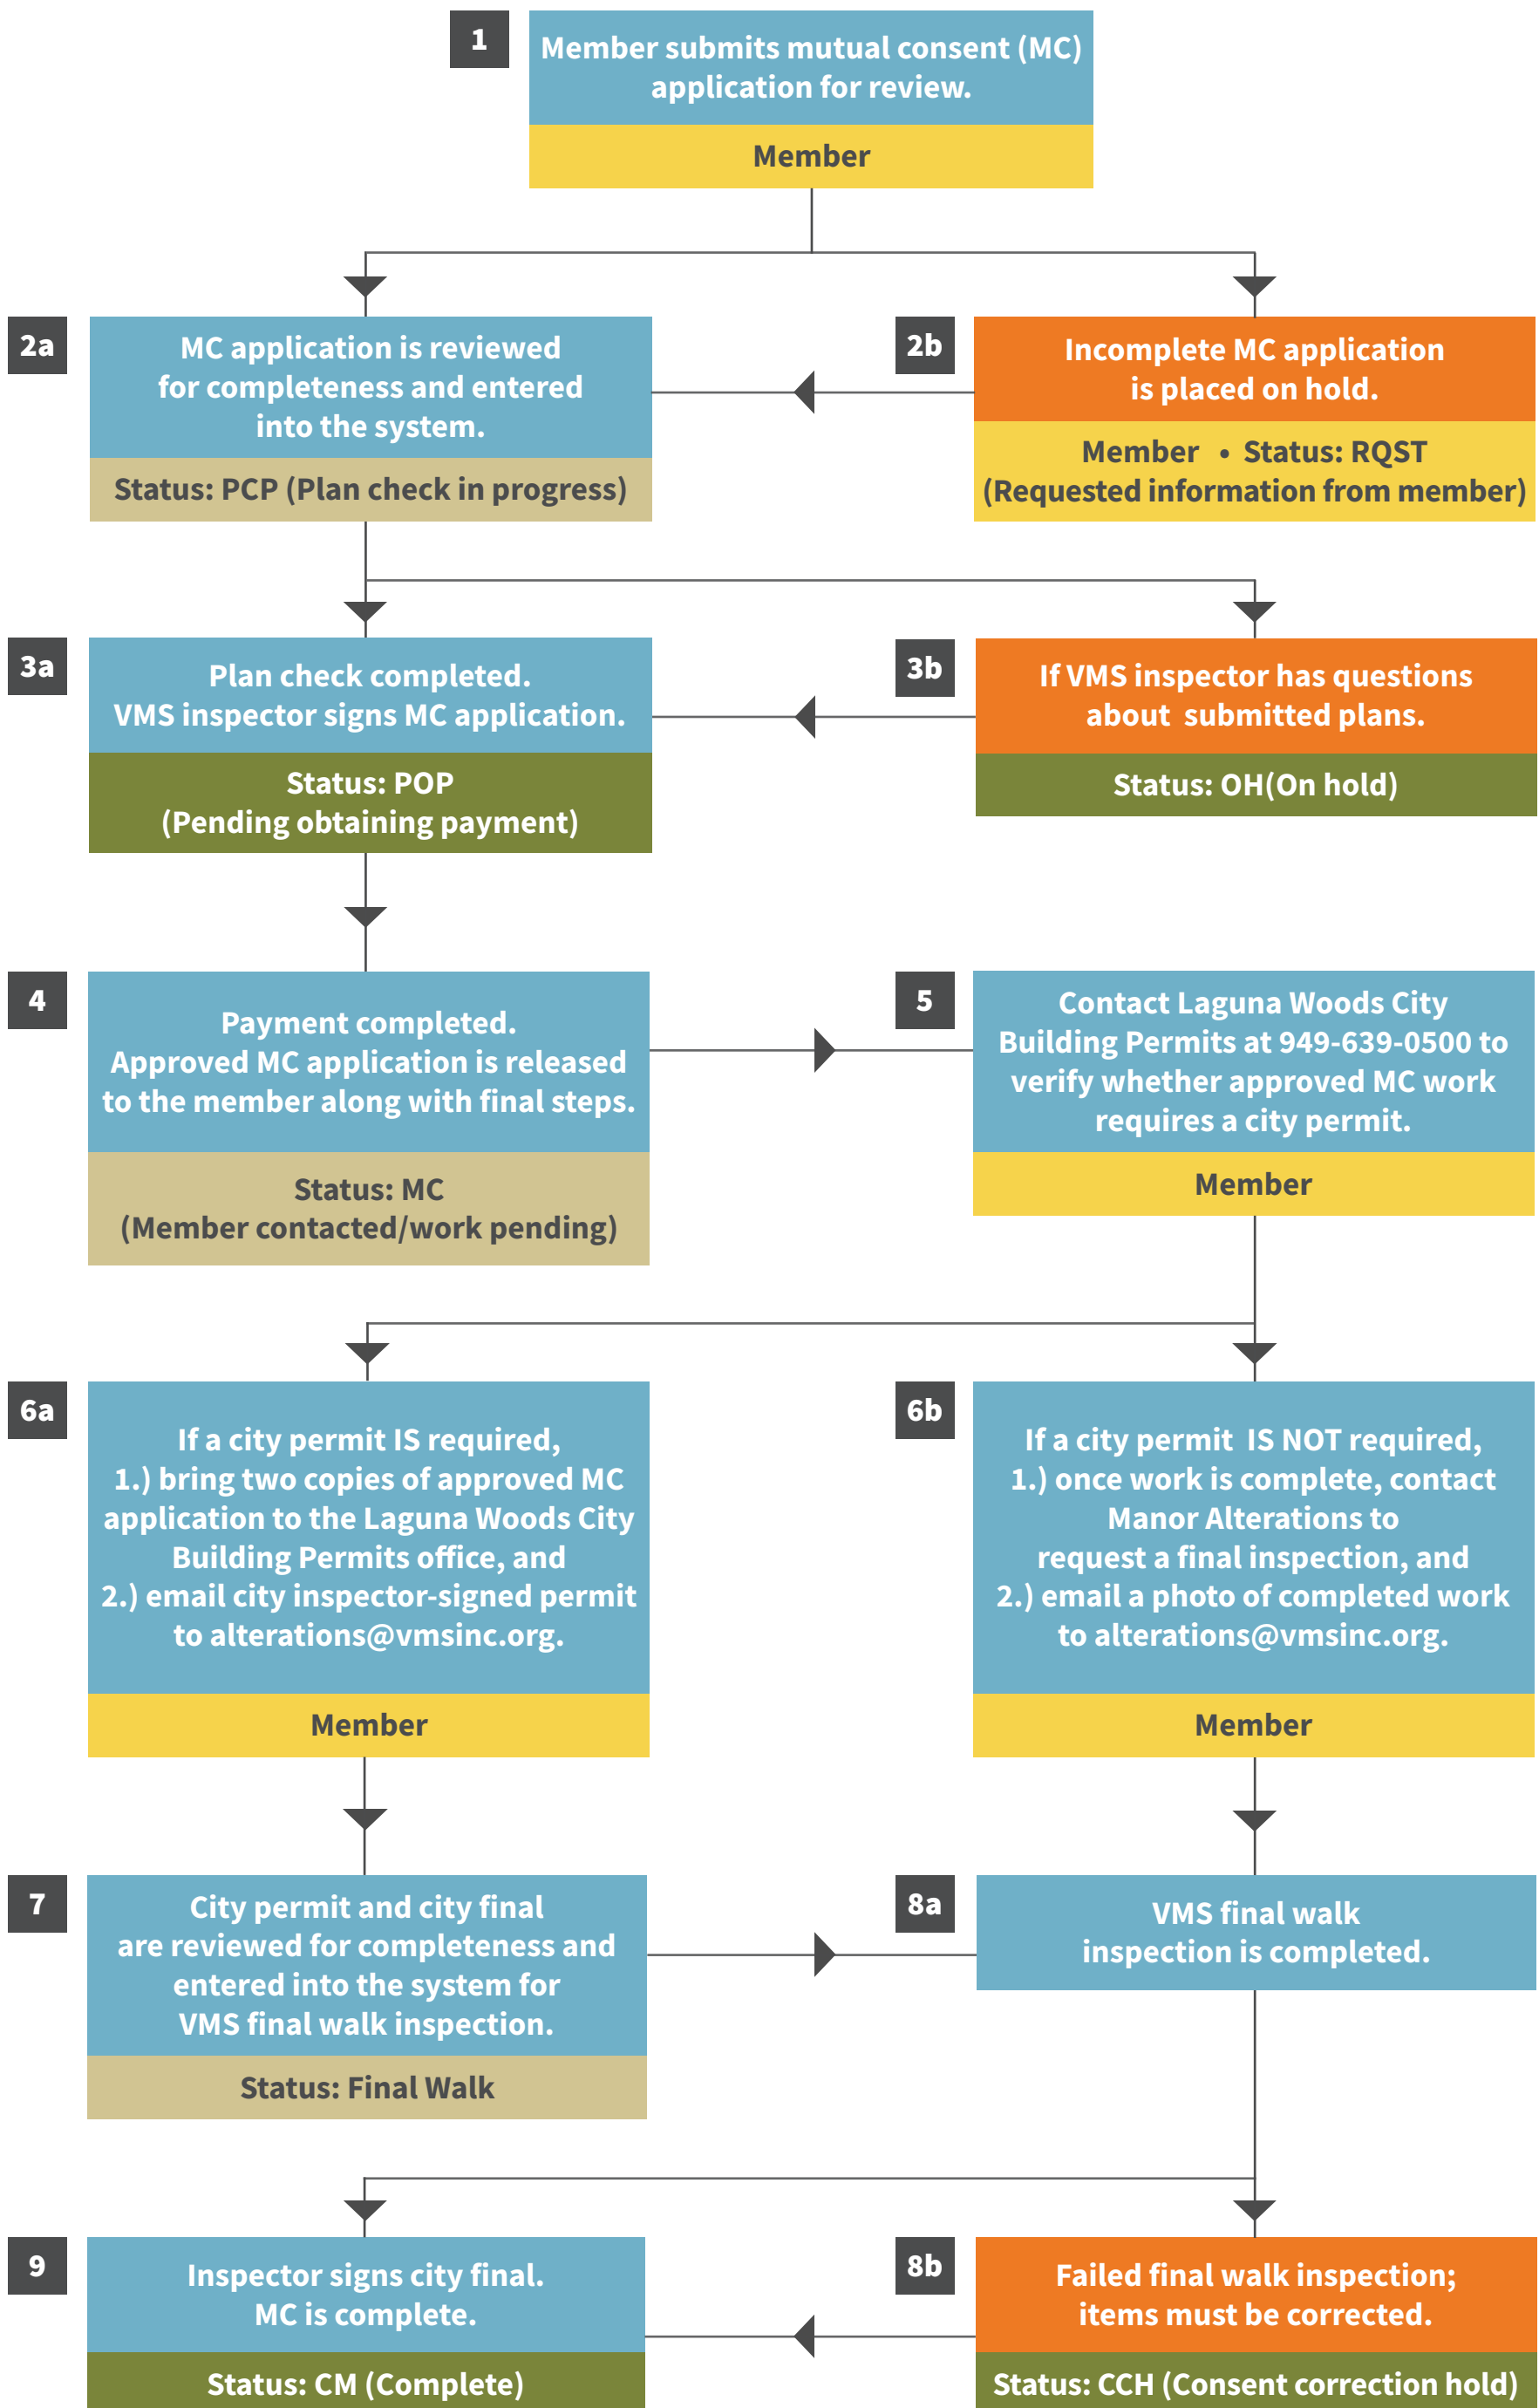 1
Member submits mutual consent (MC)
application for review.
Member
2a
MC application is reviewed
for completeness and entered
into the system.
Status: PCP (Plan check in progress)
2b
Incomplete MC application
is placed on hold.
Member • Status: RQST
(Requested information from member)
3a
Plan check completed.
VMS inspector signs MC application.
Status: POP
(Pending obtaining payment)
3b
If VMS inspector has questions
about submitted plans.
Status: OH(On hold)
4
Payment completed.
Approved MC application is released
to the member along with final steps.
Status: MC
(Member contacted/work pending)
5
Contact Laguna Woods City
Building Permits at 949-639-0500 to
verify whether approved MC work
requires a city permit.
Member
6a
If a city permit IS required,
1.) bring two copies of approved MC
application to the Laguna Woods City
Building Permits office, and
2.) email city inspector-signed permit
to alterations@vmsinc.org.
Member
6b
If a city permit IS NOT required,
1.) once work is complete, contact
Manor Alterations to
request a final inspection, and
2.) email a photo of completed work
to alterations@vmsinc.org.
Member
7
City permit and city final
are reviewed for completeness and
entered into the system for
VMS final walk inspection.
Status: Final Walk
8a
VMS final walk
inspection is completed.
9
Inspector signs city final.
MC is complete.
Status: CM (Complete)
8b
Failed final walk inspection;
items must be corrected.
Status: CCH (Consent correction hold)